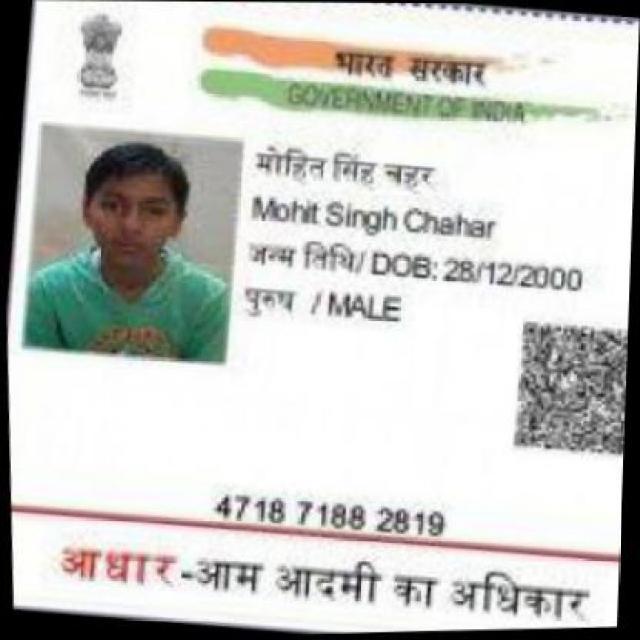 भारत सरकार
GOVERNMENT OF INDIA
मोहित सिंह चहर
Mohit Singh Chahar
जन्म तिथि/ DOB: 28/12/2000
पुरुष / MALE
4718 7188 2819
आधार-आम आदमी का अधिकार